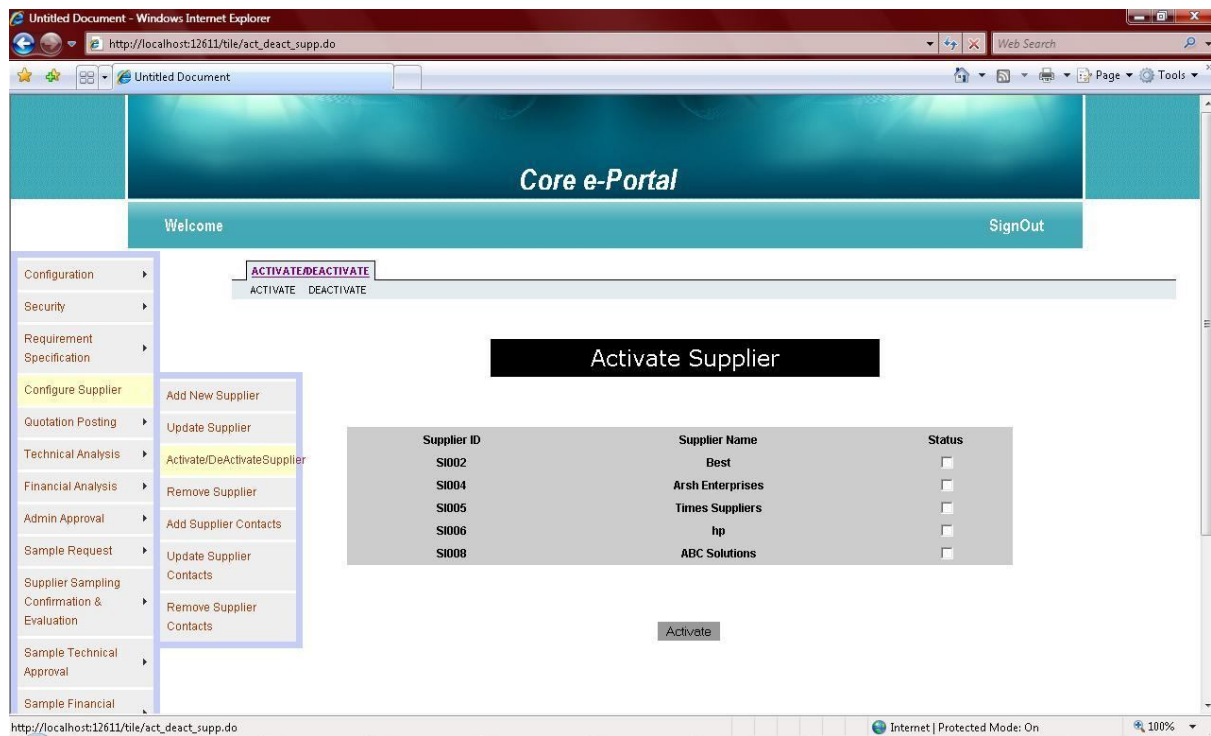 Untitled Document - Windows Internet Explorer
http://localhost:12611/tile/act_deact_supp.do
Web Search
Untitled Document
Page
Tools
Core e-Portal
Welcome
SignOut
ACTIVATE/DEACTIVATE
ACTIVATE DEACTIVATE
Activate Supplier
Configuration
Security
Requirement
Specification
Configure Supplier
Quotation Posting
Technical Analysis
Financial Analysis
Admin Approval
Sample Request
Supplier Sampling
Confirmation &
Evaluation
Sample Technical
Approval
Sample Financial
Add New Supplier
Update Supplier
Activate/DeActivateSupplier
Remove Supplier
Add Supplier Contacts
Update Supplier
Contacts
Remove Supplier
Contacts
Supplier ID Supplier Name Status
SI002 Best
SI004 Arsh Enterprises
SI005 Times Suppliers
SI006 hp
SI008 ABC Solutions
Activate
http://localhost:12611/tile/act_deact_supp.do
Internet | Protected Mode: On
100%